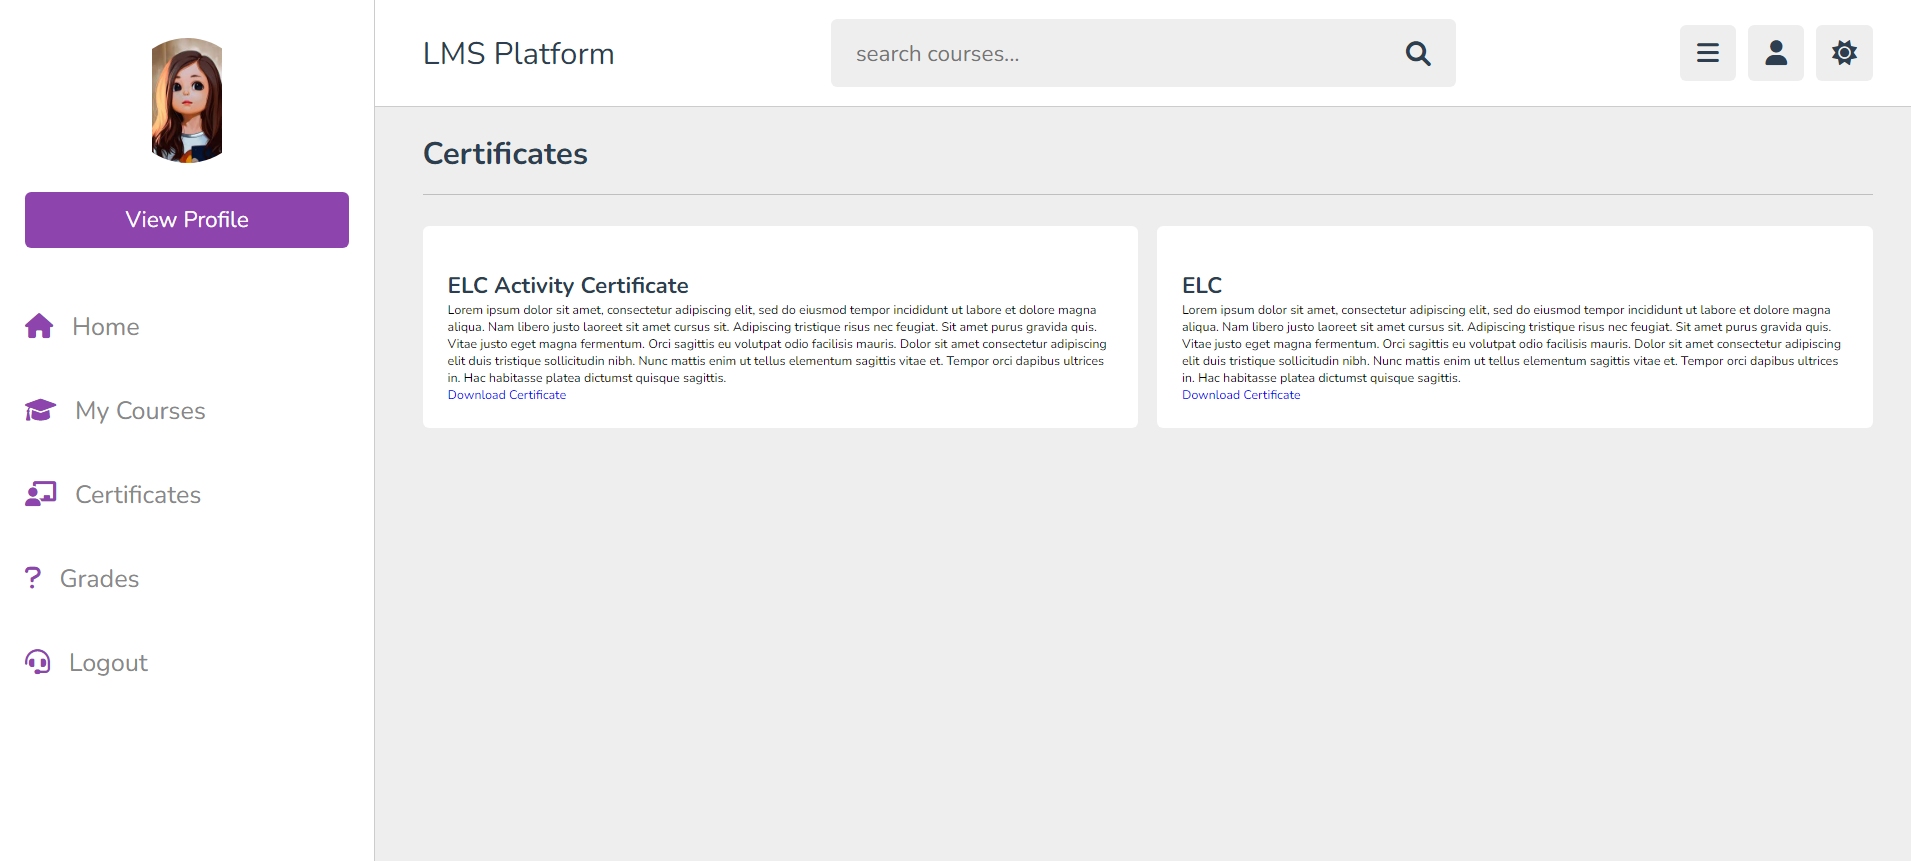 LMS Platform
search courses...
View Profile
Home
My Courses
Certificates
Grades
Logout
Certificates
ELC Activity Certificate
Lorem ipsum dolor sit amet, consectetur adipiscing elit, sed do eiusmod tempor incididunt ut labore et dolore magna
aliqua. Nam libero justo laoreet sit amet cursus sit. Adipiscing tristique risus nec feugiat. Sit amet purus gravida quis.
Vitae justo eget magna fermentum. Orci sagittis eu volutpat odio facilisis mauris. Dolor sit amet consectetur adipiscing
elit duis tristique sollicitudin nibh. Nunc mattis enim ut tellus elementum sagittis vitae et. Tempor orci dapibus ultrices
in. Hac habitasse platea dictumst quisque sagittis.
Download Certificate
ELC
Lorem ipsum dolor sit amet, consectetur adipiscing elit, sed do eiusmod tempor incididunt ut labore et dolore magna
aliqua. Nam libero justo laoreet sit amet cursus sit. Adipiscing tristique risus nec feugiat. Sit amet purus gravida quis.
Vitae justo eget magna fermentum. Orci sagittis eu volutpat odio facilisis mauris. Dolor sit amet consectetur adipiscing
elit duis tristique sollicitudin nibh. Nunc mattis enim ut tellus elementum sagittis vitae et. Tempor orci dapibus ultrices
in. Hac habitasse platea dictumst quisque sagittis.
Download Certificate